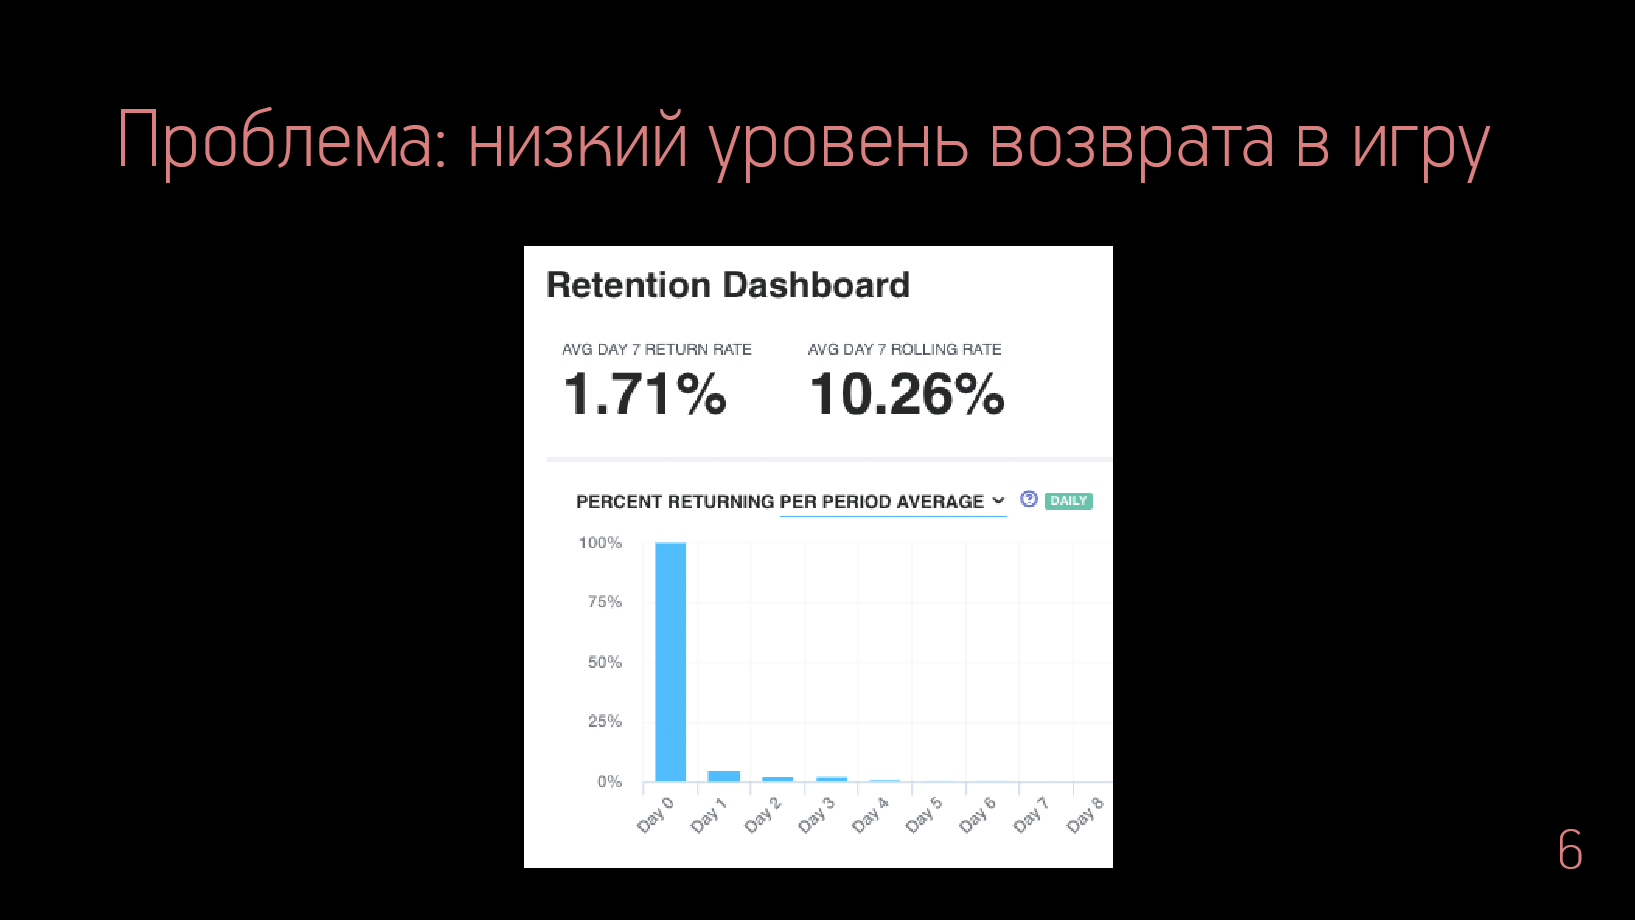 Проблема: низкий уровень возврата в игру
Retention Dashboard
AVG DAY 7 RETURN RATE
AVG DAY 7 ROLLING RATE
1.71%
10.26%
PERCENT RETURNING PER PERIOD AVERAGE
DAILY
100%
75%
50%
25%
0%
Day 0
Day 1
Day 2
Day 3
Day 4
Day 5
Day 6
Day 7
Day 8
6